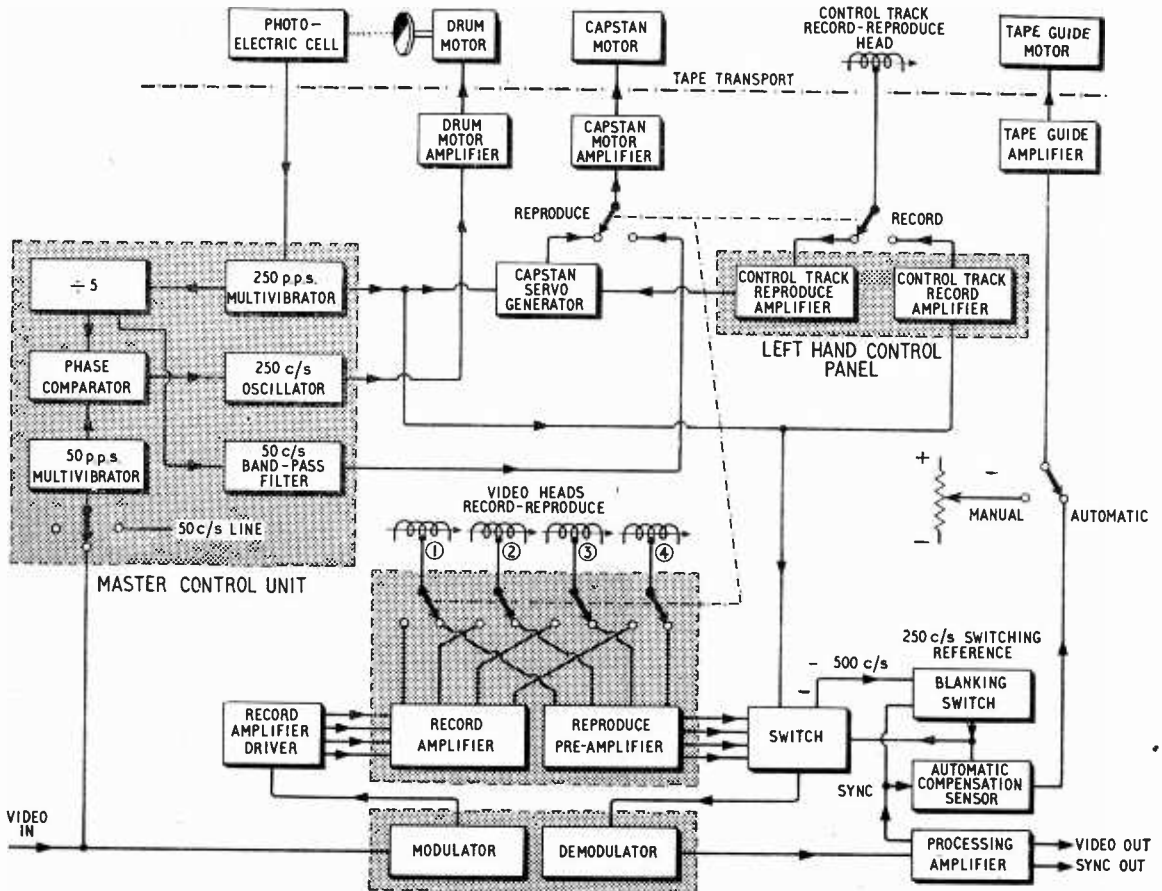 PHOTO-
ELECTRIC CELL
DRUM
MOTOR
CAPSTAN
MOTOR
CONTROL TRACK
RECORD-REPRODUCE
HEAD
TAPE GUIDE
MOTOR
TAPE TRANSPORT
DRUM
MOTOR
AMPLIFIER
CAPSTAN
MOTOR
AMPLIFIER
TAPE GUIDE
AMPLIFIER
REPRODUCE
RECORD
÷ 5
250 p.p.s.
MULTIVIBRATOR
CAPSTAN
SERVO
GENERATOR
CONTROL TRACK
REPRODUCE
AMPLIFIER
CONTROL TRACK
RECORD
AMPLIFIER
LEFT HAND CONTROL
PANEL
PHASE
COMPARATOR
250 c/s
OSCILLATOR
50 p.p.s.
MULTIVIBRATOR
50 c/s
BAND-PASS
FILTER
50 c/s LINE
MASTER CONTROL UNIT
VIDEO HEADS
RECORD-REPRODUCE
① ② ③ ④
+
−
−
MANUAL
AUTOMATIC
250 c/s SWITCHING
REFERENCE
− 500 c/s
−
BLANKING
SWITCH
RECORD
AMPLIFIER
DRIVER
RECORD
AMPLIFIER
REPRODUCE
PRE-AMPLIFIER
SWITCH
SYNC
AUTOMATIC
COMPENSATION
SENSOR
VIDEO
IN
MODULATOR
DEMODULATOR
PROCESSING
AMPLIFIER
VIDEO OUT
SYNC OUT